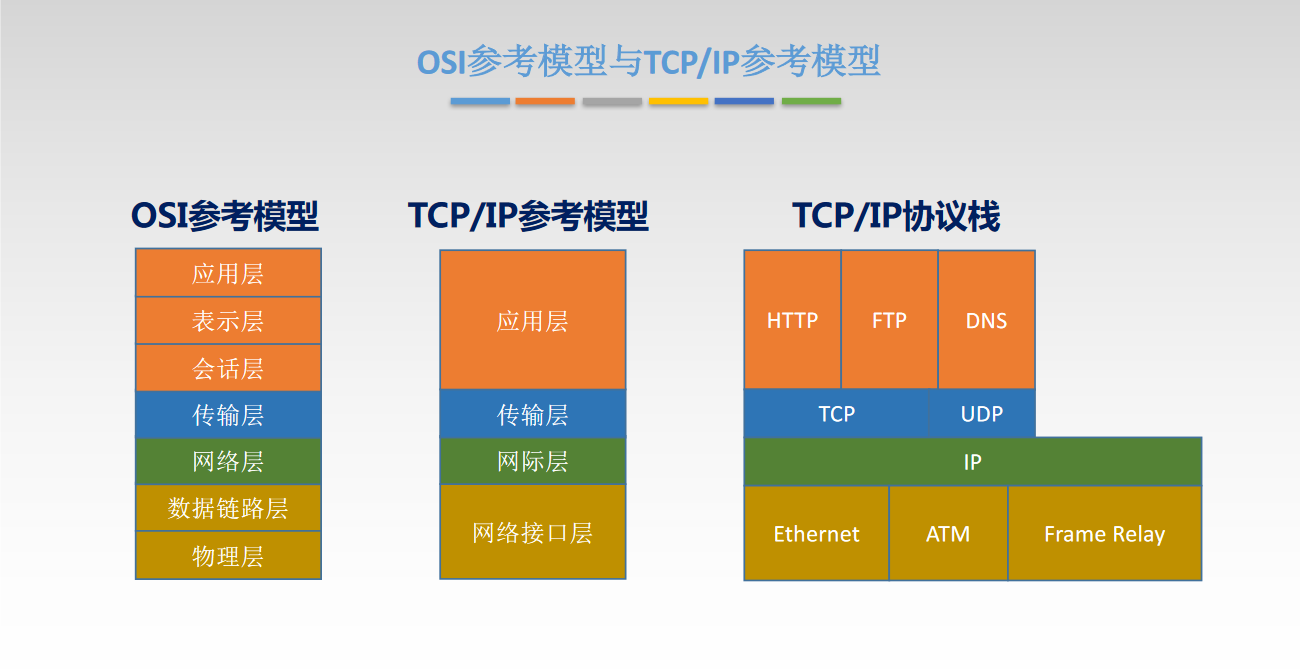 OSI参考模型与TCP/IP参考模型
OSI参考模型
应用层
表示层
会话层
传输层
网络层
数据链路层
物理层
TCP/IP参考模型
应用层
传输层
网际层
网络接口层
TCP/IP协议栈
HTTP FTP DNS
TCP UDP
IP
Ethernet ATM Frame Relay